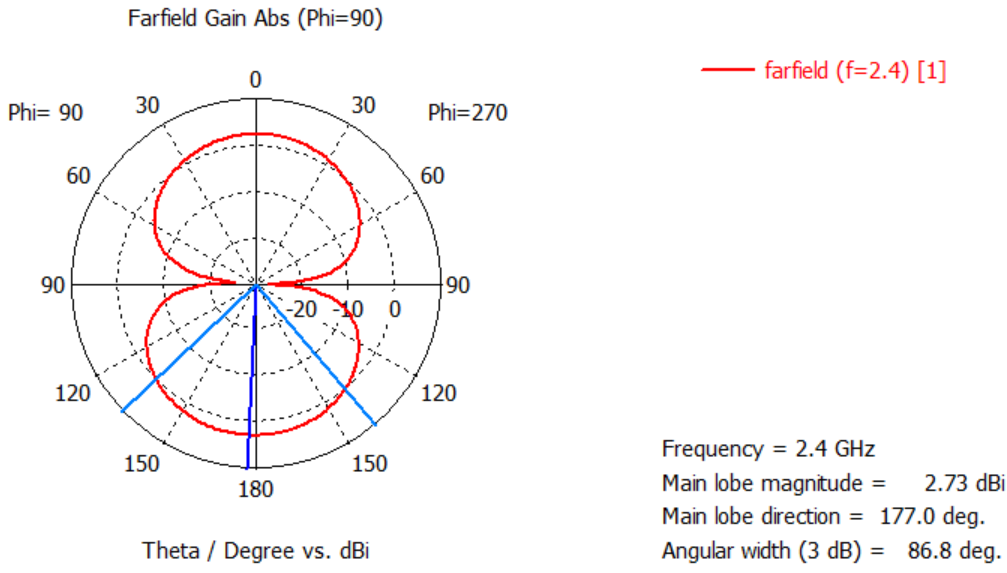 Farfield Gain Abs (Phi=90)
farfield (f=2.4) [1]
0
Phi= 90
30
30
Phi=270
60
60
90
-20
-10
0
90
120
120
150
150
180
Theta / Degree vs. dBi
Frequency = 2.4 GHz
Main lobe magnitude = 2.73 dBi
Main lobe direction = 177.0 deg.
Angular width (3 dB) = 86.8 deg.